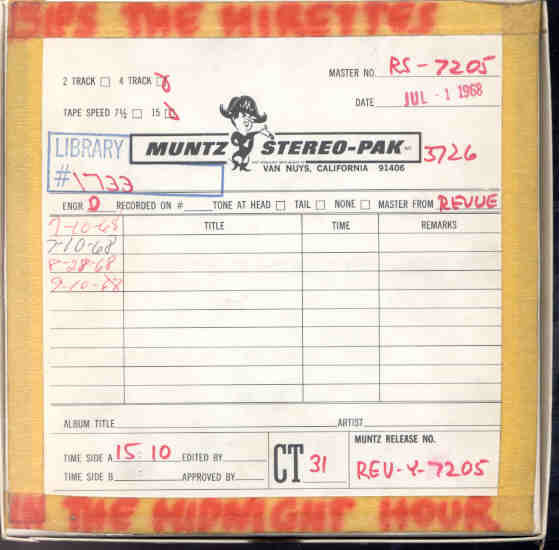 BIPS THE MIRETTES
2 TRACK 4 TRACK
MASTER NO. RS-7205
DATE JUL - 1 1968
TAPE SPEED 7½ 15
LIBRARY
#1733
MUNTZ STEREO-PAK INC 3726
VAN NUYS, CALIFORNIA 91406
ENGR D RECORDED ON # TONE AT HEAD TAIL NONE MASTER FROM REVUE
TITLE TIME REMARKS
7-10-68
7-10-68
8-28-68
9-10-68
ALBUM TITLE ARTIST
TIME SIDE A 15:10 EDITED BY
TIME SIDE B APPROVED BY
CT 31
MUNTZ RELEASE NO.
REV-Y-7205
IN THE MIDNIGHT HOUR